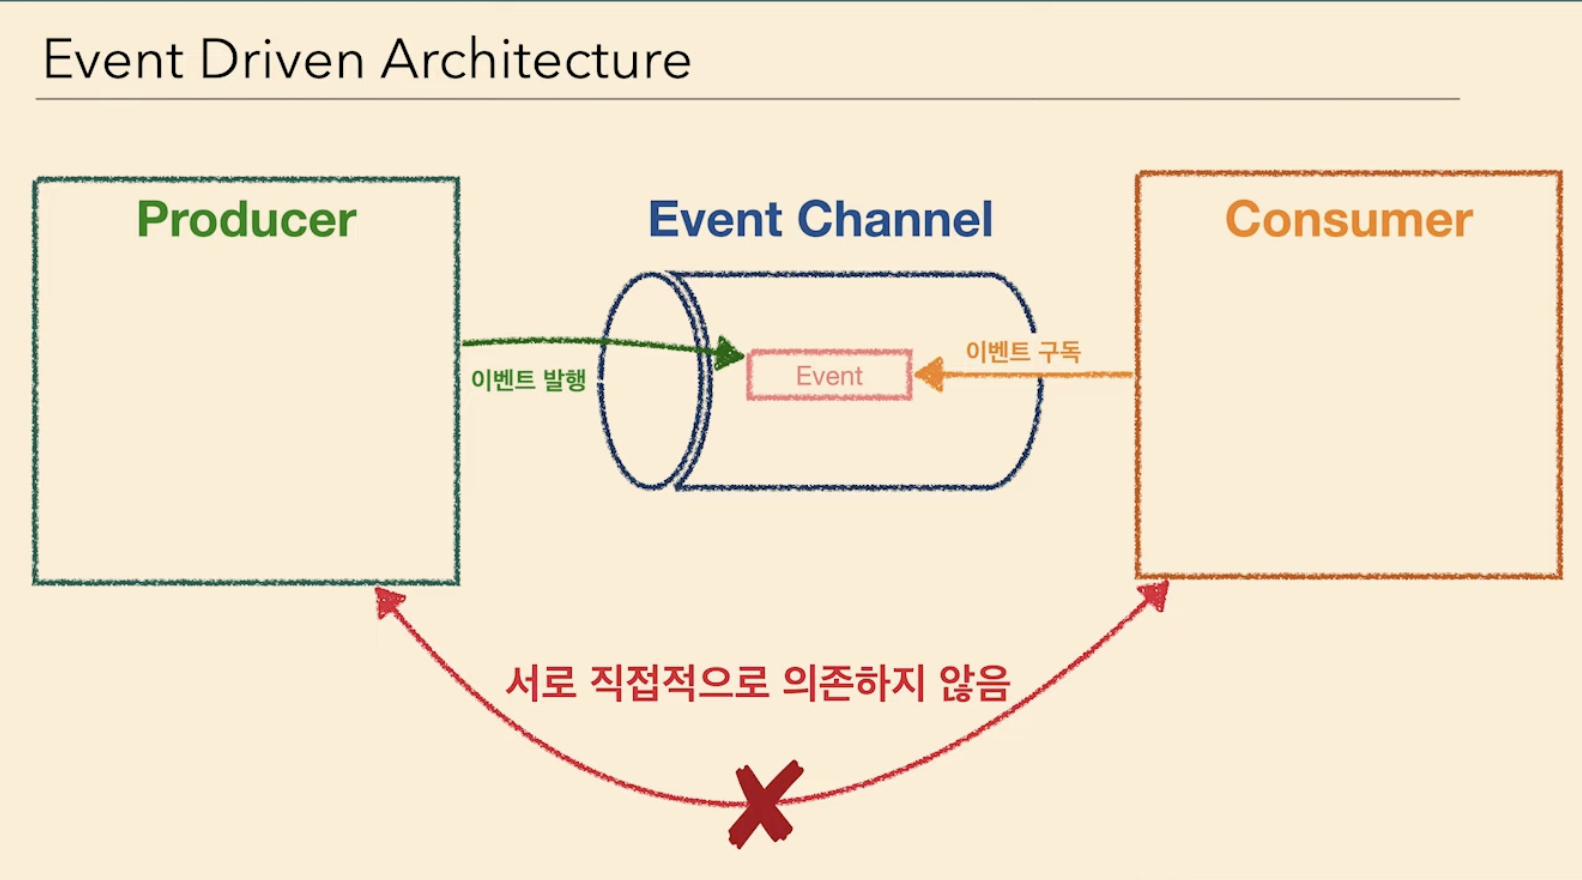 Event Driven Architecture
Producer
Event Channel
Consumer
이벤트 발행
Event
이벤트 구독
서로 직접적으로 의존하지 않음